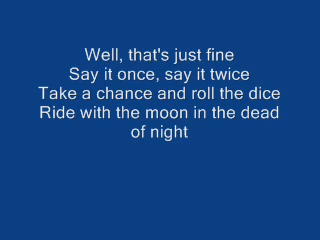 Well, that's just fine
Say it once, say it twice
Take a chance and roll the dice
Ride with the moon in the dead
of night